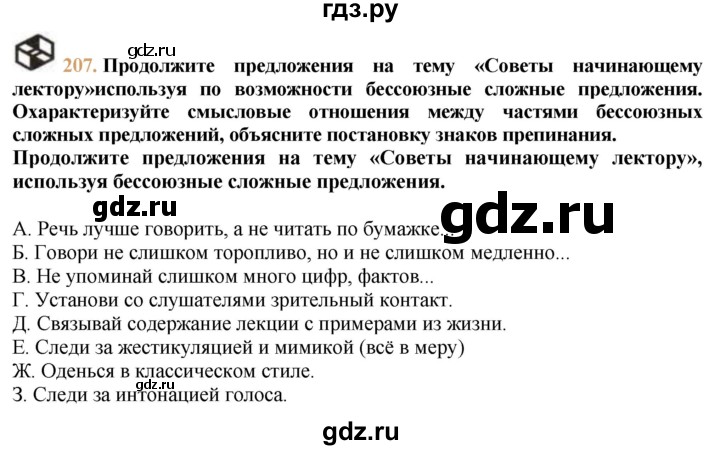 гдз.ру
207. Продолжите предложения на тему «Советы начинающему
лектору»используя по возможности бессоюзные сложные предложения.
Охарактеризуйте смысловые отношения между частями бессоюзных
сложных предложений, объясните постановку знаков препинания.
Продолжите предложения на тему «Советы начинающему лектору»,
используя бессоюзные сложные предложения.
gdz.ru
gdz.ru
gdz.ru
А. Речь лучше говорить, а не читать по бумажке...
Б. Говори не слишком торопливо, но и не слишком медленно...
В. Не упоминай слишком много цифр, фактов...
Г. Установи со слушателями зрительный контакт.
Д. Связывай содержание лекции с примерами из жизни.
Е. Следи за жестикуляцией и мимикой (всё в меру)
Ж. Оденься в классическом стиле.
З. Следи за интонацией голоса.
gdz.ru
gdz.ru
gdz.ru
gdz.ru